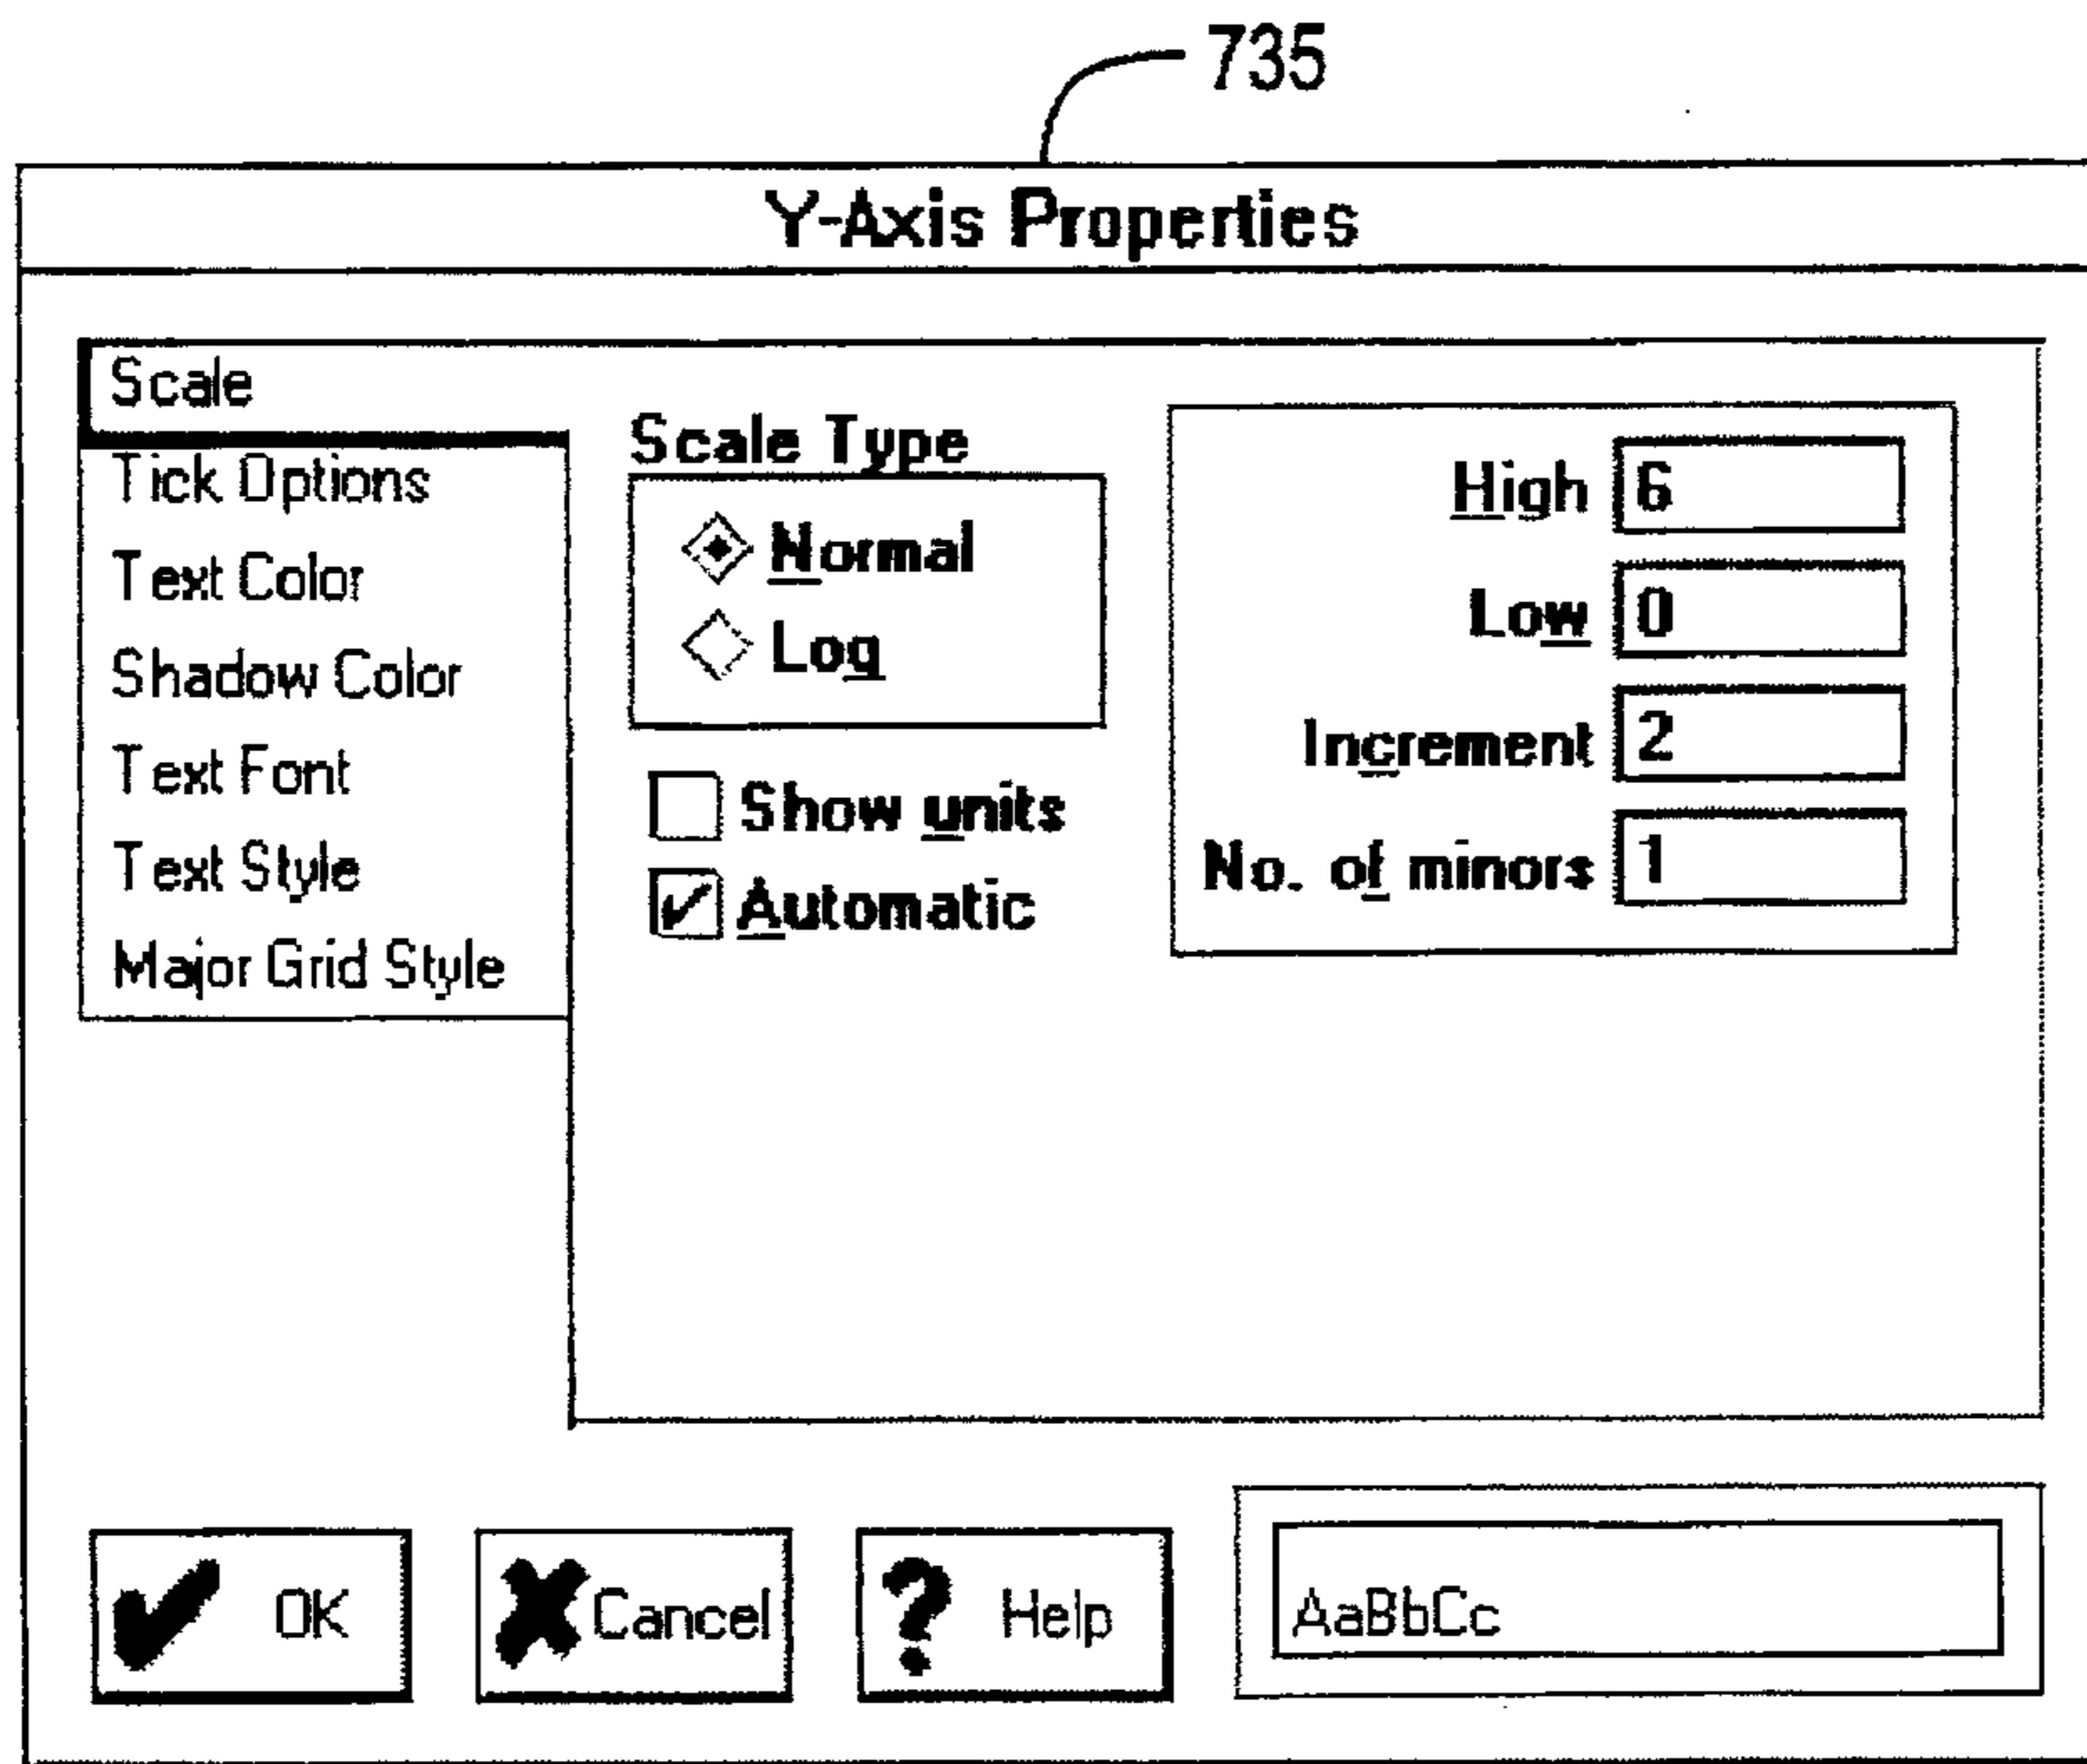 735
Y-Axis Properties
Scale
Tick Options
Text Color
Shadow Color
Text Font
Text Style
Major Grid Style
Scale Type
Normal
Log
Show units
Automatic
High 6
Low 0
Increment 2
No. of minors 1
OK
Cancel
? Help
AaBbCc